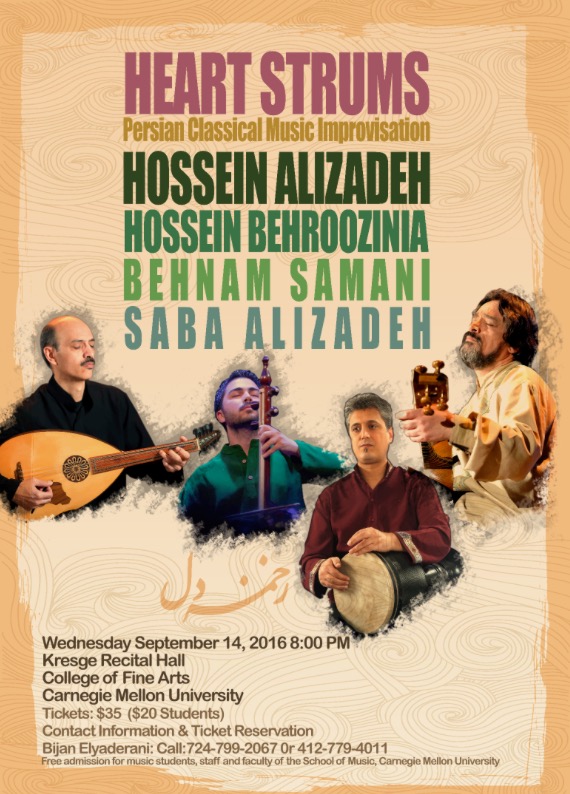 HEART STRUMS
Persian Classical Music Improvisation
HOSSEIN ALIZADEH
HOSSEIN BEHROOZINIA
BEHNAM SAMANI
SABA ALIZADEH
زخمه دل
Wednesday September 14, 2016 8:00 PM
Kresge Recital Hall
College of Fine Arts
Carnegie Mellon University
Tickets: $35 ($20 Students)
Contact Information & Ticket Reservation
Bijan Elyaderani: Call:724-799-2067 0r 412-779-4011
Free admission for music students, staff and faculty of the School of Music, Carnegie Mellon University